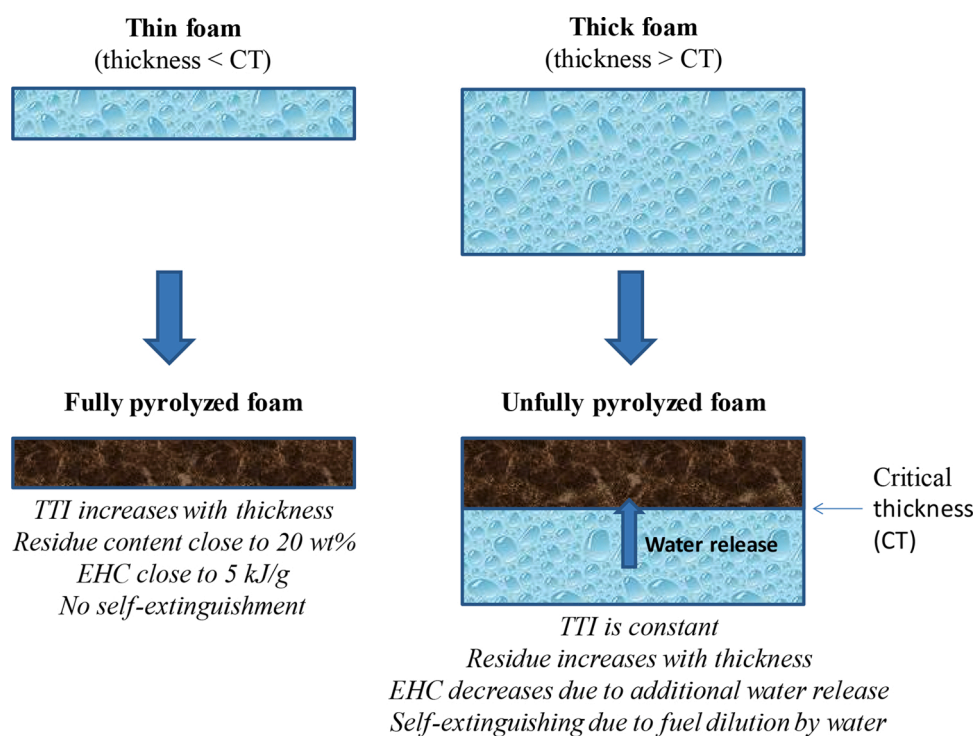 Thin foam
(thickness < CT)
Thick foam
(thickness > CT)
Fully pyrolyzed foam
TTI increases with thickness
Residue content close to 20 wt%
EHC close to 5 kJ/g
No self-extinguishment
Unfully pyrolyzed foam
Water release
Critical
thickness
(CT)
TTI is constant
Residue increases with thickness
EHC decreases due to additional water release
Self-extinguishing due to fuel dilution by water